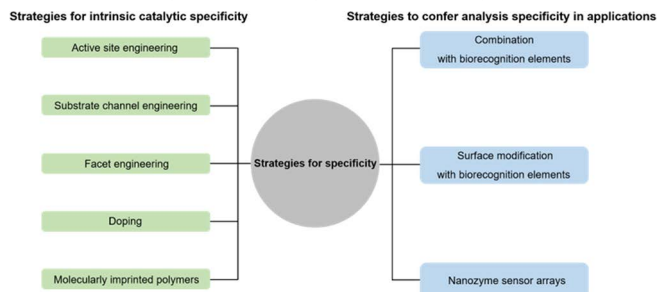 Strategies for intrinsic catalytic specificity
Active site engineering
Substrate channel engineering
Facet engineering
Doping
Molecularly imprinted polymers
Strategies for specificity
Strategies to confer analysis specificity in applications
Combination
with biorecognition elements
Surface modification
with biorecognition elements
Nanozyme sensor arrays